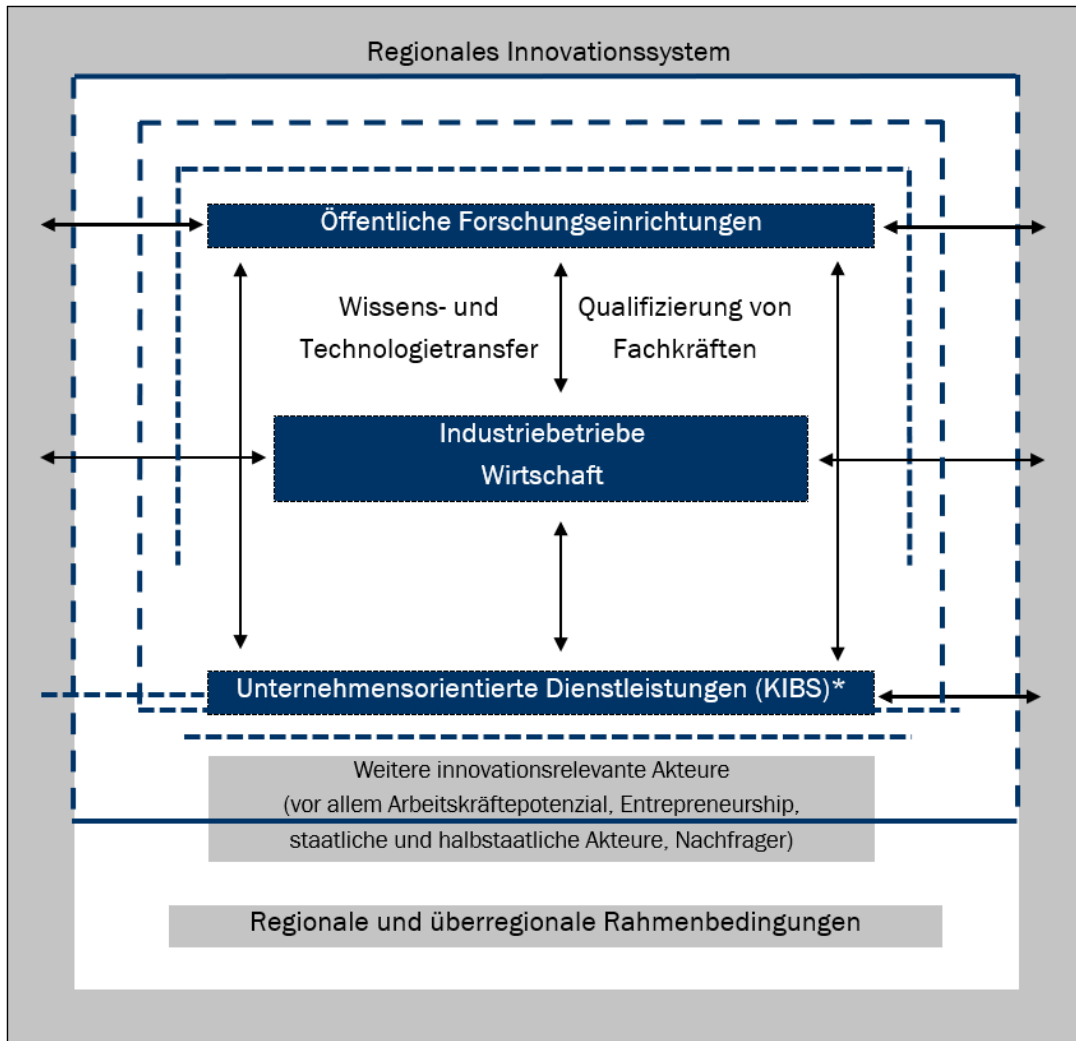 Regionales Innovationssystem
Öffentliche Forschungseinrichtungen
Wissens- und
Technologietransfer
Qualifizierung von
Fachkräften
Industriebetriebe
Wirtschaft
Unternehmensorientierte Dienstleistungen (KIBS)*
Weitere innovationsrelevante Akteure
(vor allem Arbeitskräftepotenzial, Entrepreneurship,
staatliche und halbstaatliche Akteure, Nachfrager)
Regionale und überregionale Rahmenbedingungen